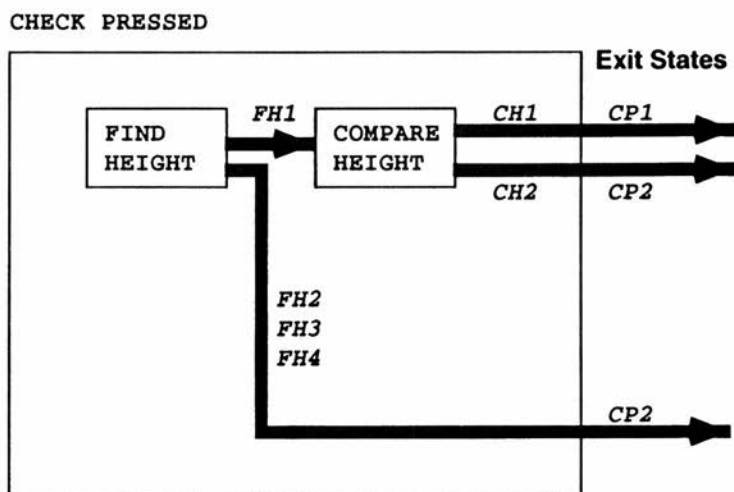 CHECK PRESSED
Exit States
FH1
CH1
CP1
FIND
HEIGHT
COMPARE
HEIGHT
CH2
CP2
FH2
FH3
FH4
CP2